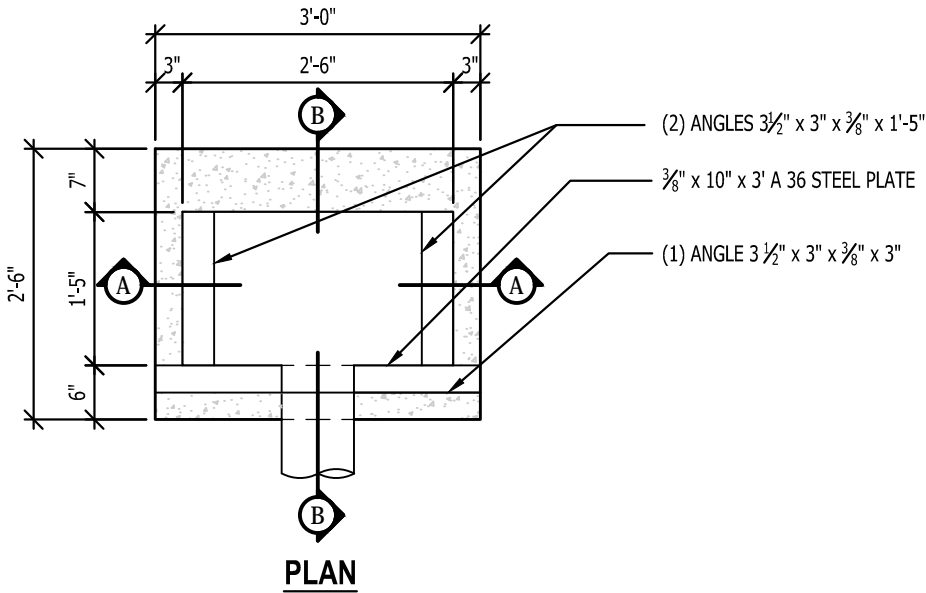 3'-0"
3"
2'-6"
3"
B
(2) ANGLES 3½" x 3" x ⅜" x 1'-5"
7"
⅜" x 10" x 3' A 36 STEEL PLATE
(1) ANGLE 3 ½" x 3" x ⅜" x 3"
2'-6"
1'-5"
A
A
6"
B
PLAN